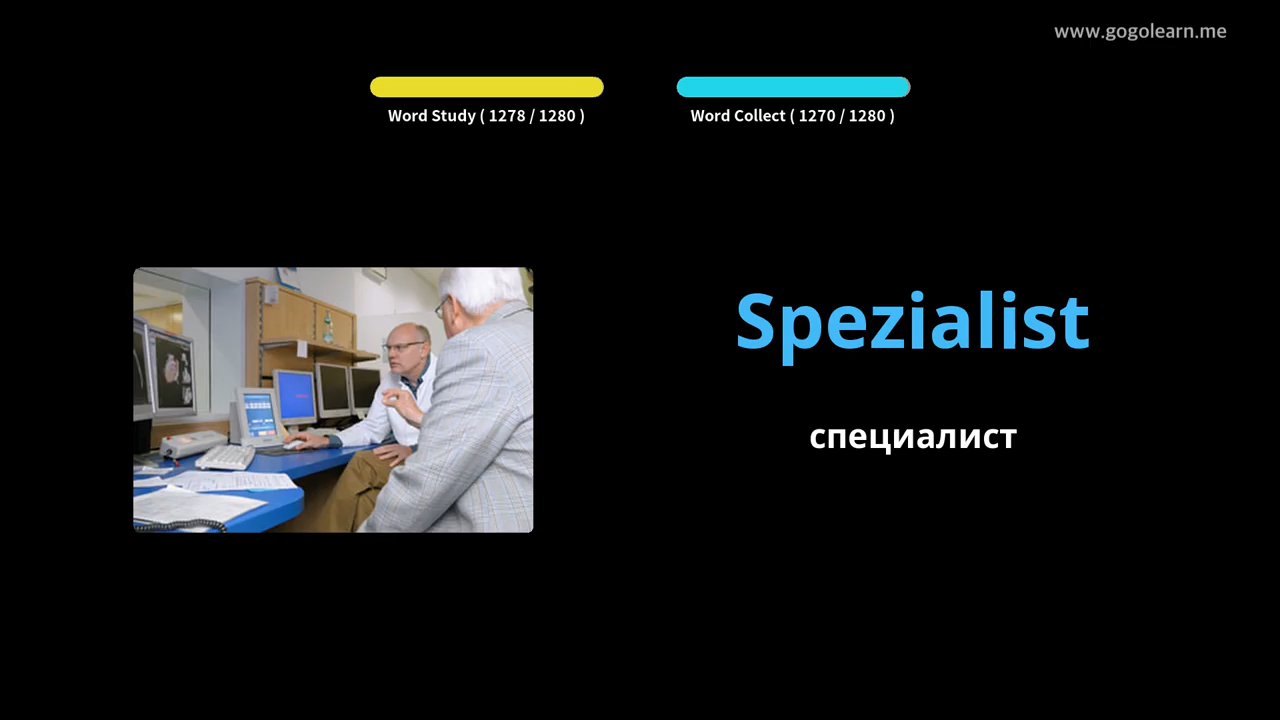 www.gogolearn.me
Word Study ( 1278 / 1280 )
Word Collect ( 1270 / 1280 )
Spezialist
специалист